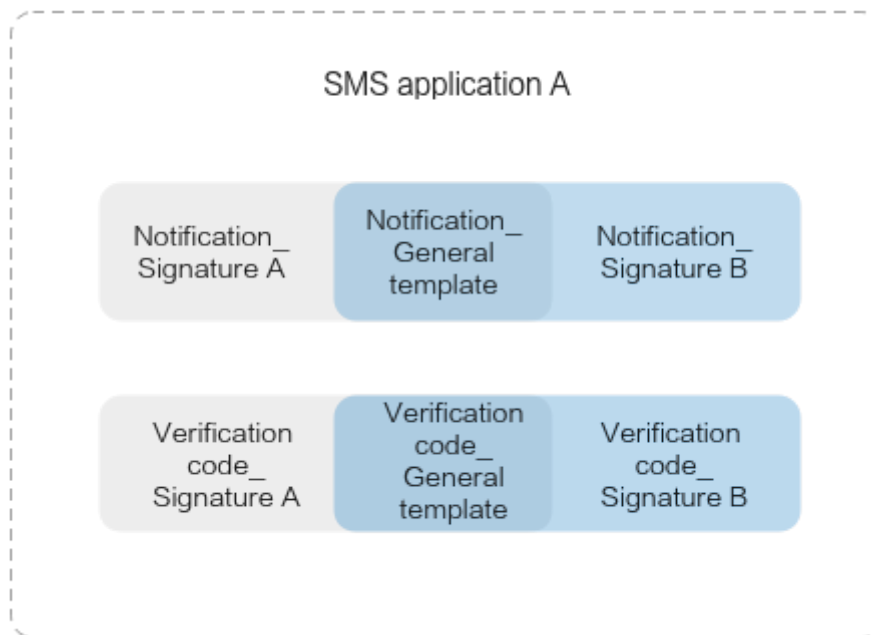 SMS application A
Notification_
Signature A
Notification_
General
template
Notification_
Signature B
Verification
code_
Signature A
Verification
code_
General
template
Verification
code_
Signature B